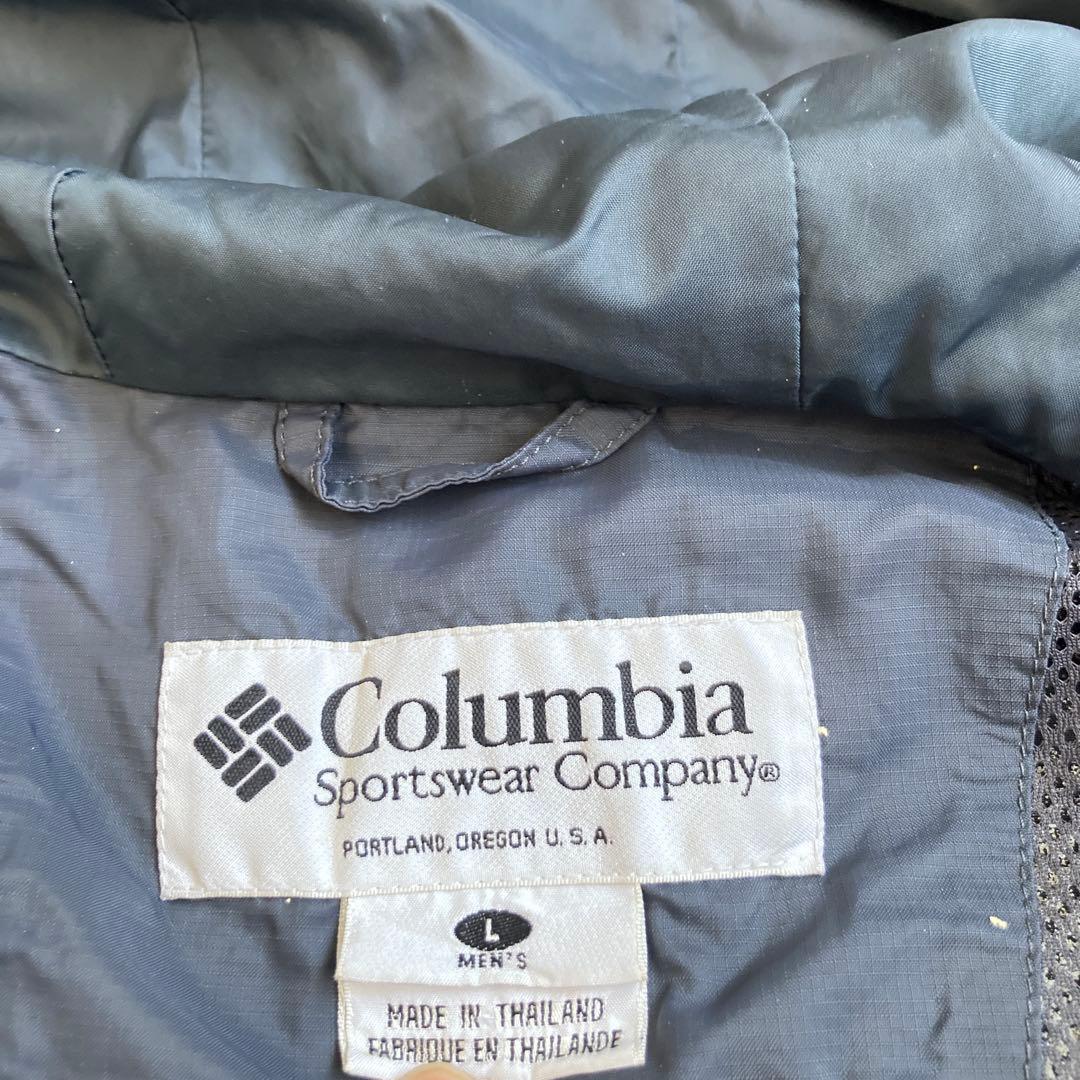 Columbia
Sportswear Company®
PORTLAND, OREGON U.S.A.
L
MEN'S
MADE IN THAILAND
FABRIQUE EN THAILANDE